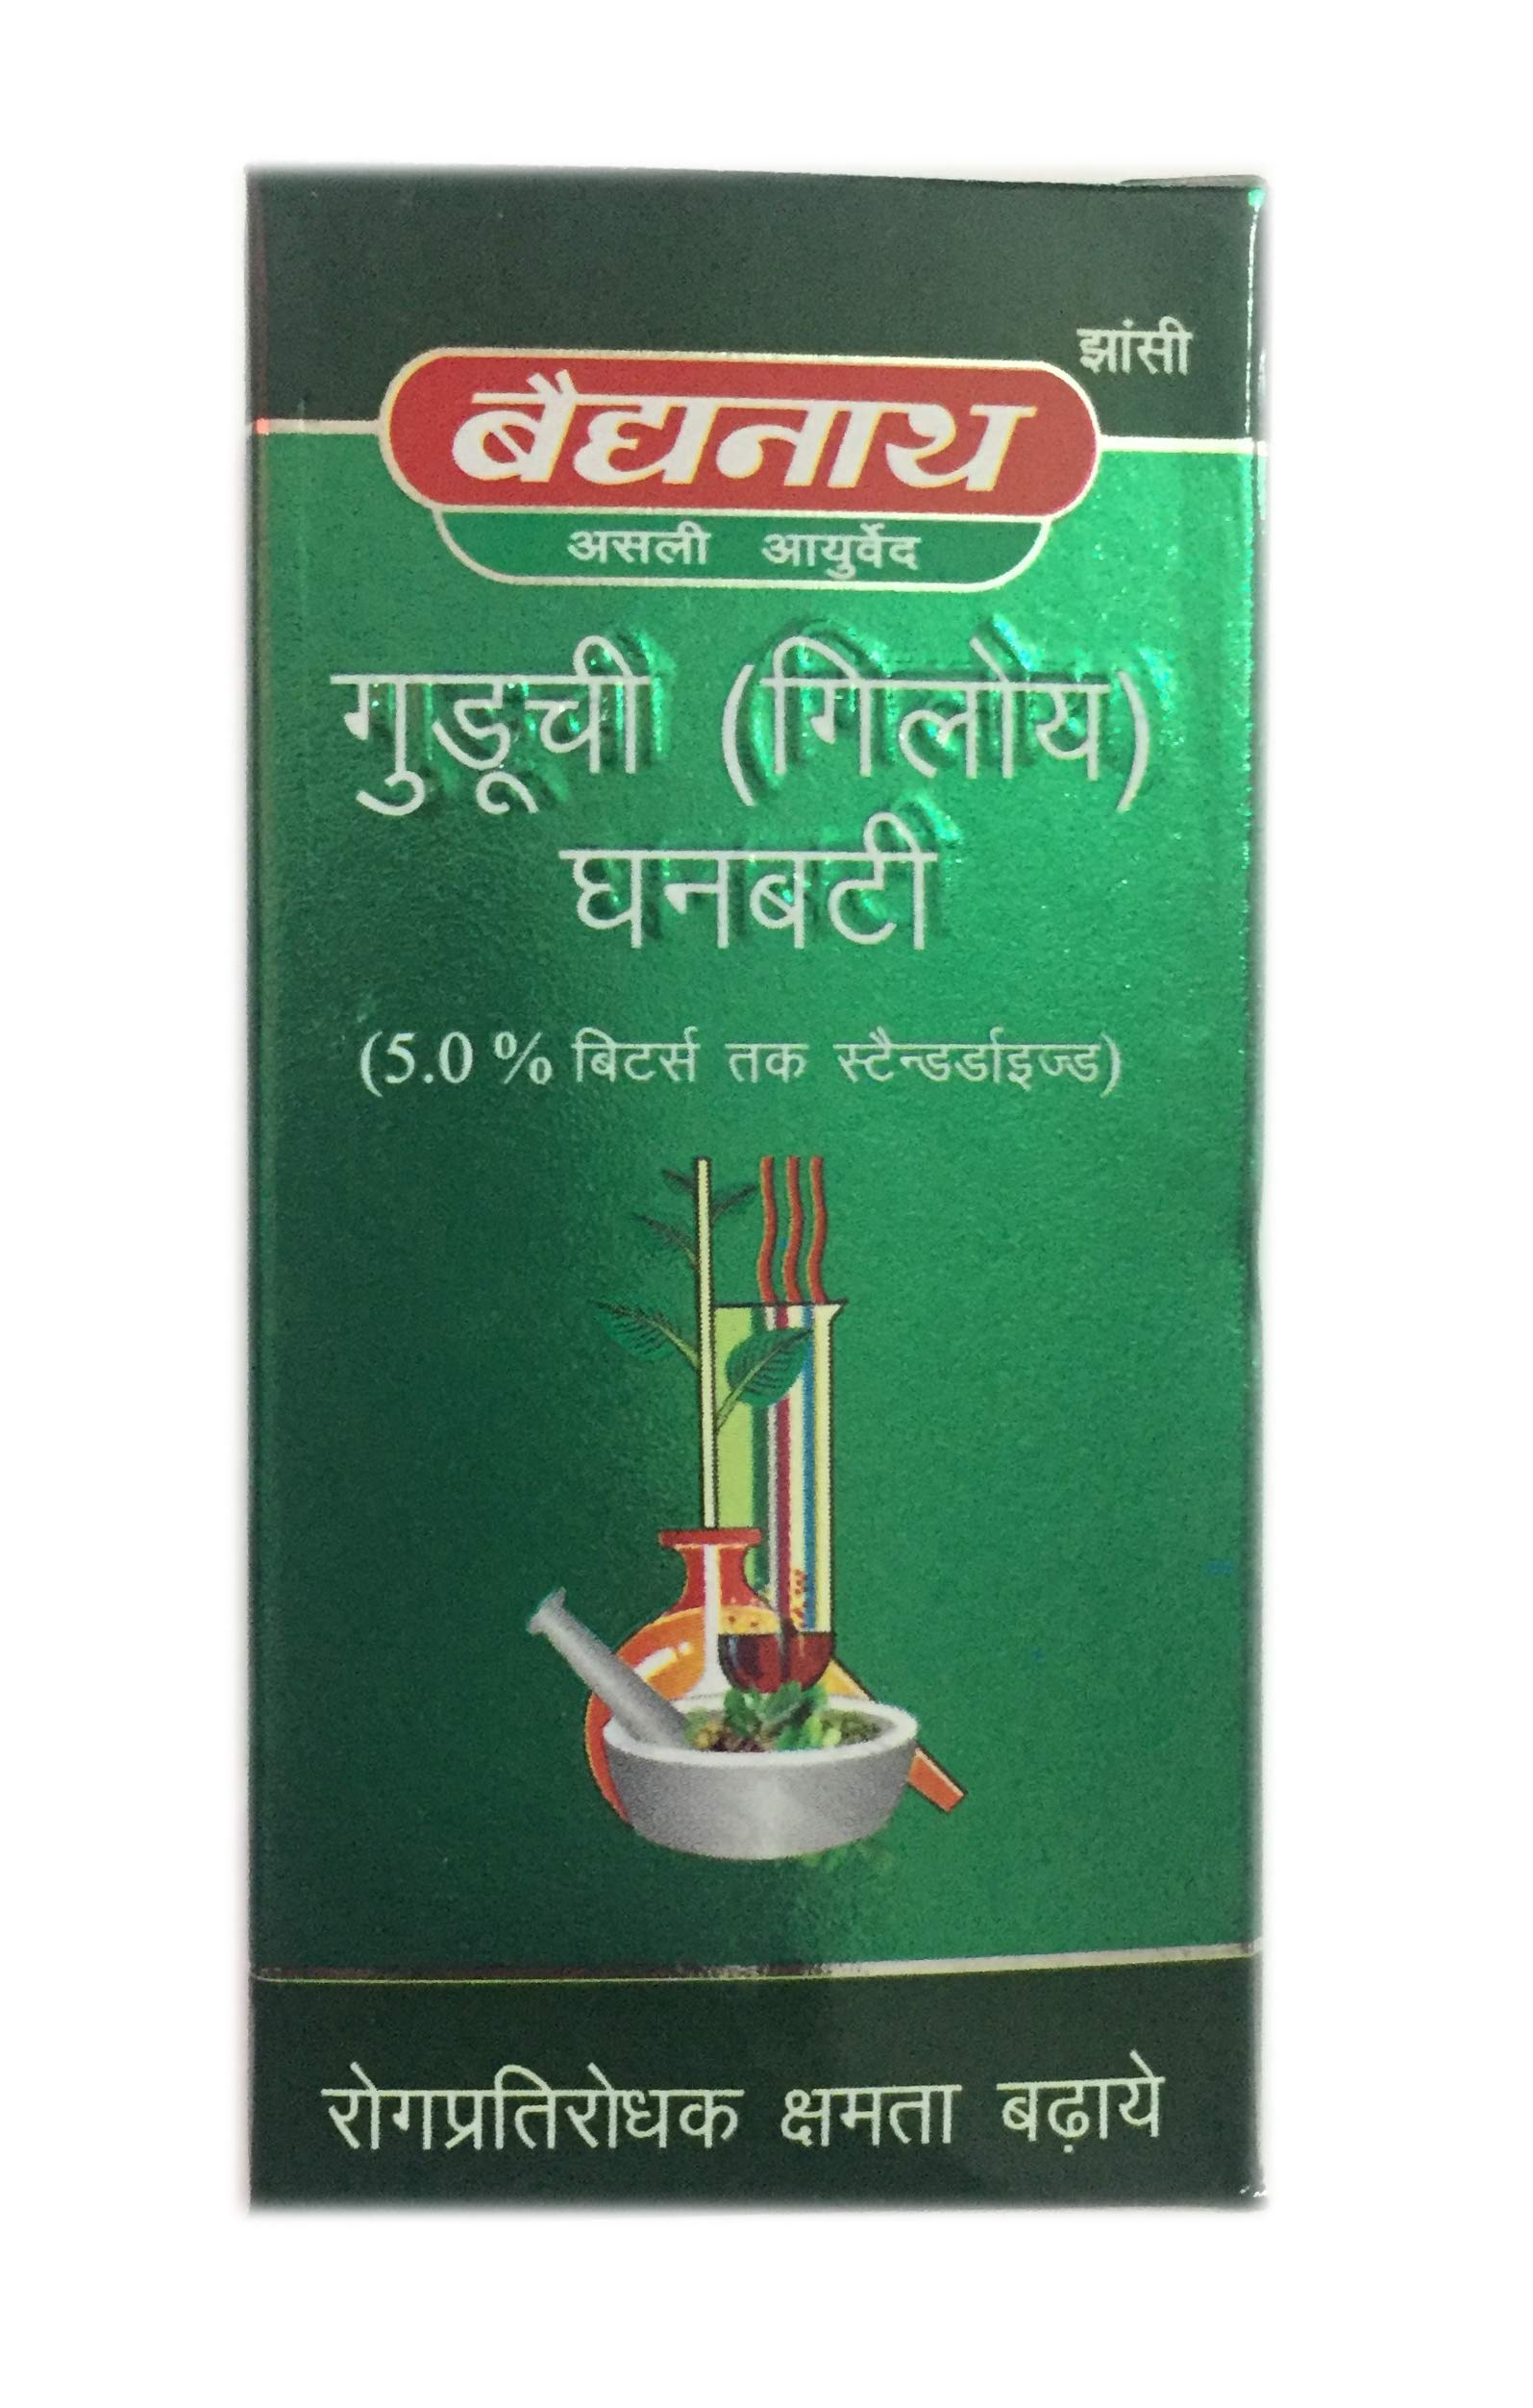 झांसी
बैद्यनाथ
असली आयुर्वेद
गुडूची (गिलोय)
घनबटी
(5.0 % बिटर्स तक स्टैन्डर्डाइज्ड)
रोगप्रतिरोधक क्षमता बढ़ाये